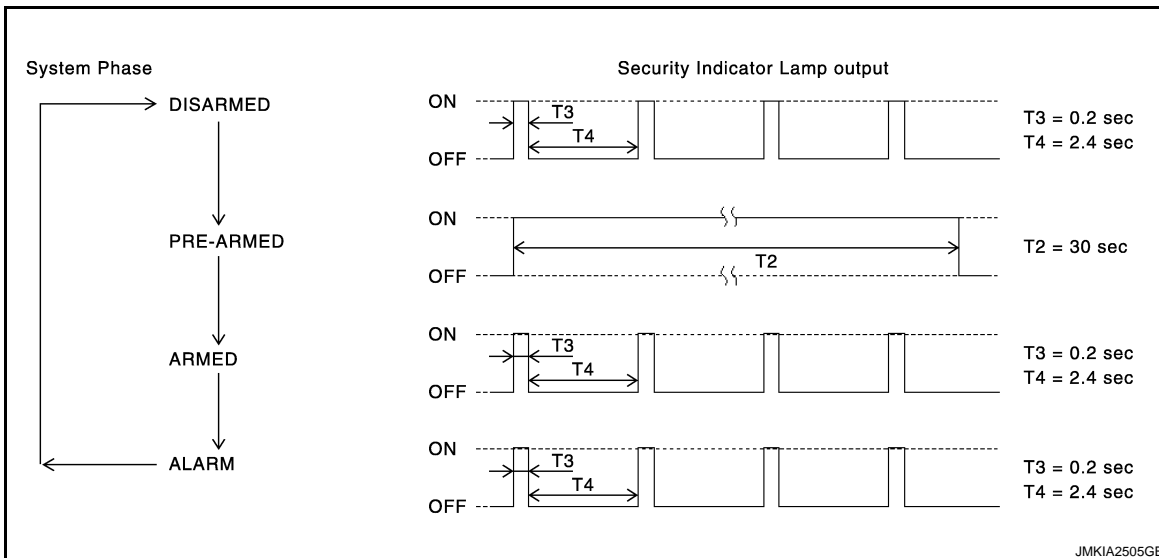 System Phase
Security Indicator Lamp output
DISARMED
ON
T3
T4
OFF
T3 = 0.2 sec
T4 = 2.4 sec
PRE-ARMED
ON
T2
OFF
T2 = 30 sec
ARMED
ON
T3
T4
OFF
T3 = 0.2 sec
T4 = 2.4 sec
ALARM
ON
T3
T4
OFF
T3 = 0.2 sec
T4 = 2.4 sec